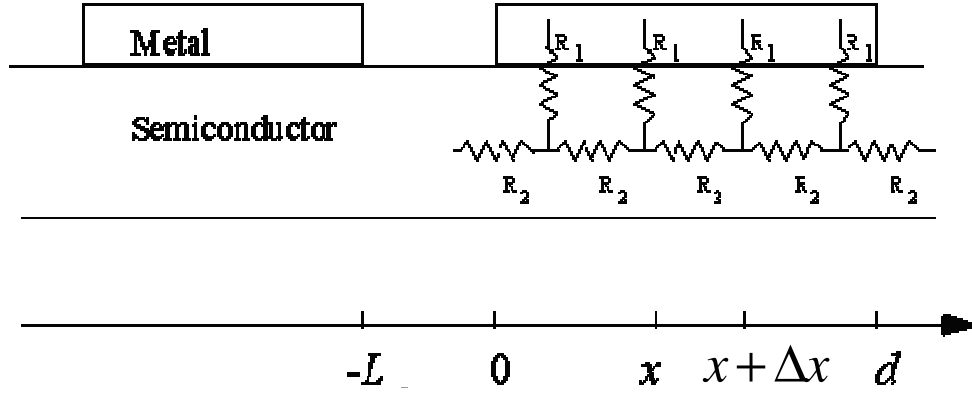 Metal R₁ R₁ R₁ R₁
Semiconductor
R₂ R₂ R₂ R₂ R₂
-L 0 x x + Δx d